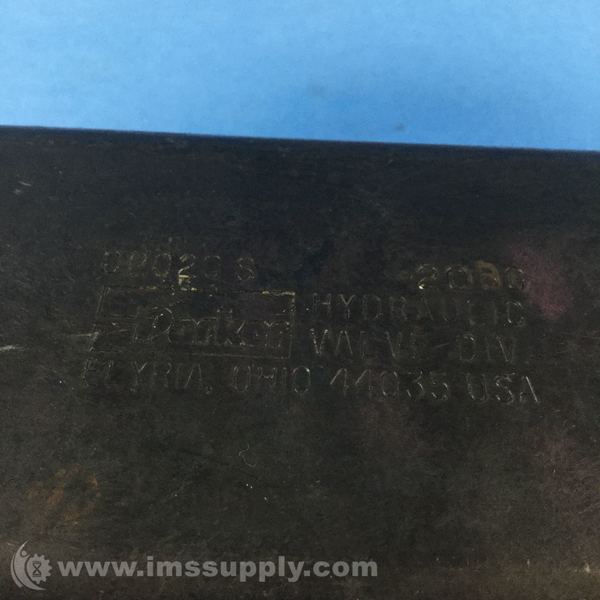 Parker HYDRAULIC
VALVE DIV
ELYRIA, OHIO 44035 USA
www.imssupply.com